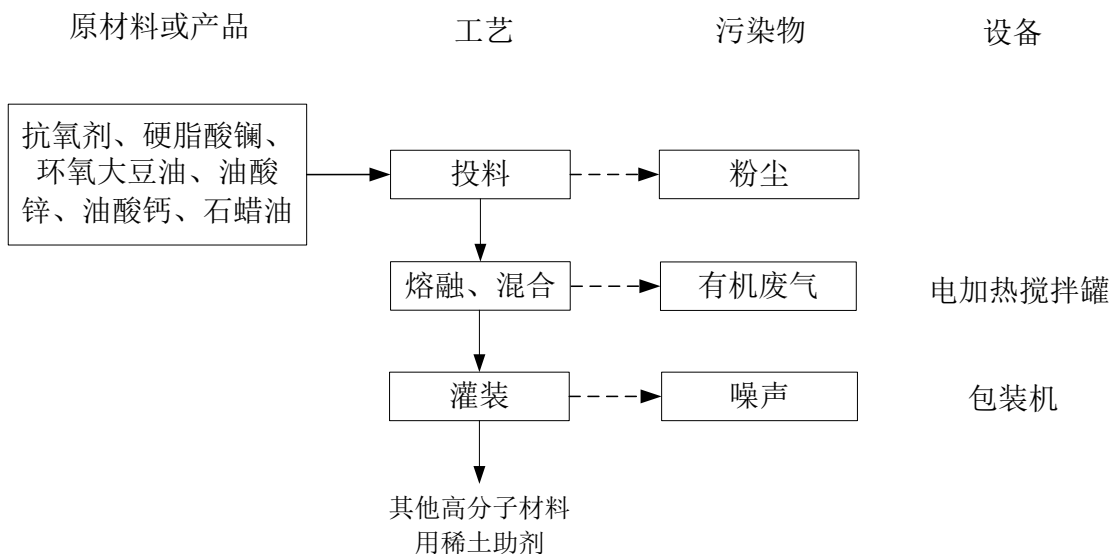 原材料或产品 工艺 污染物 设备
抗氧剂、硬脂酸镧、
环氧大豆油、油酸
锌、油酸钙、石蜡油
投料 粉尘
熔融、混合 有机废气 电加热搅拌罐
灌装 噪声 包装机
其他高分子材料
用稀土助剂